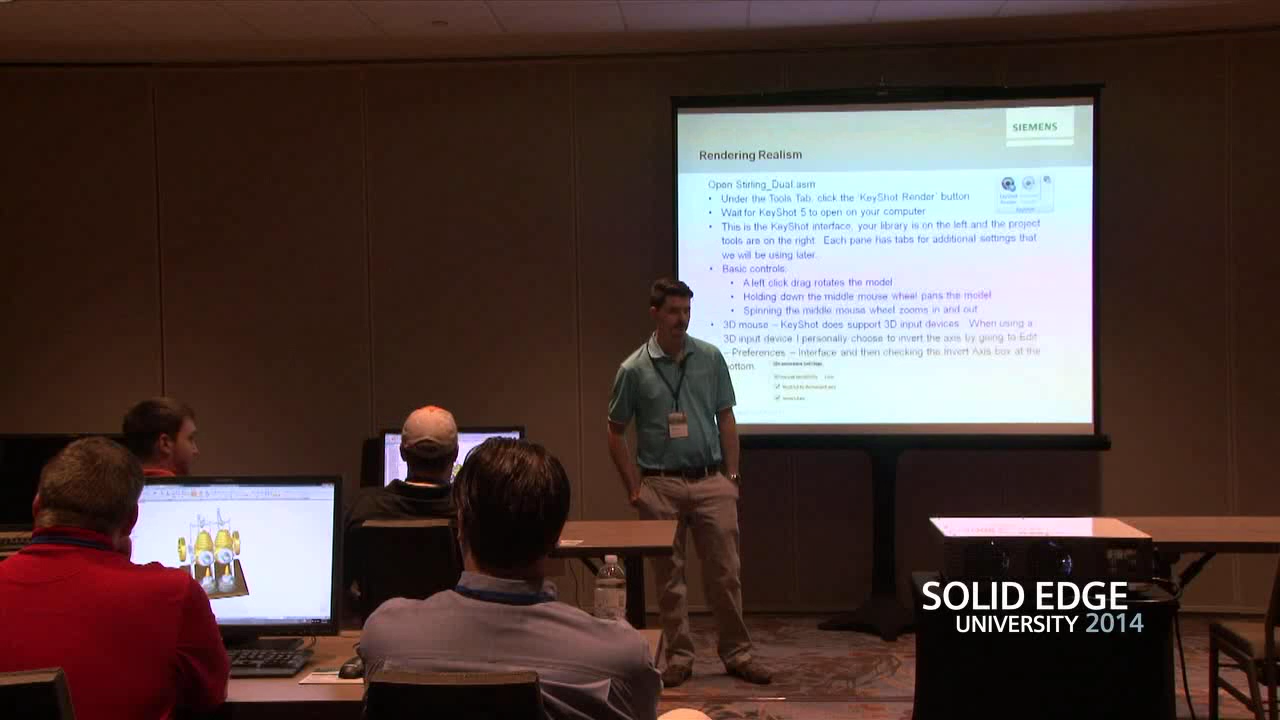 SIEMENS
Rendering Realism
Open Stirling_Dual.asm
• Under the Tools Tab, click the 'KeyShot Render' button
• Wait for KeyShot 5 to open on your computer
• This is the KeyShot interface, your library is on the left and the project
tools are on the right. Each pane has tabs for additional settings that
we will be using later.
• Basic controls:
• A left click drag rotates the model
• Holding down the middle mouse wheel pans the model
• Spinning the middle mouse wheel zooms in and out
• 3D mouse – KeyShot does support 3D input devices. When using a
3D input device I personally choose to invert the axis by going to Edit
– Preferences – Interface and then checking the Invert Axis box at the
bottom.
SOLID EDGE
UNIVERSITY 2014